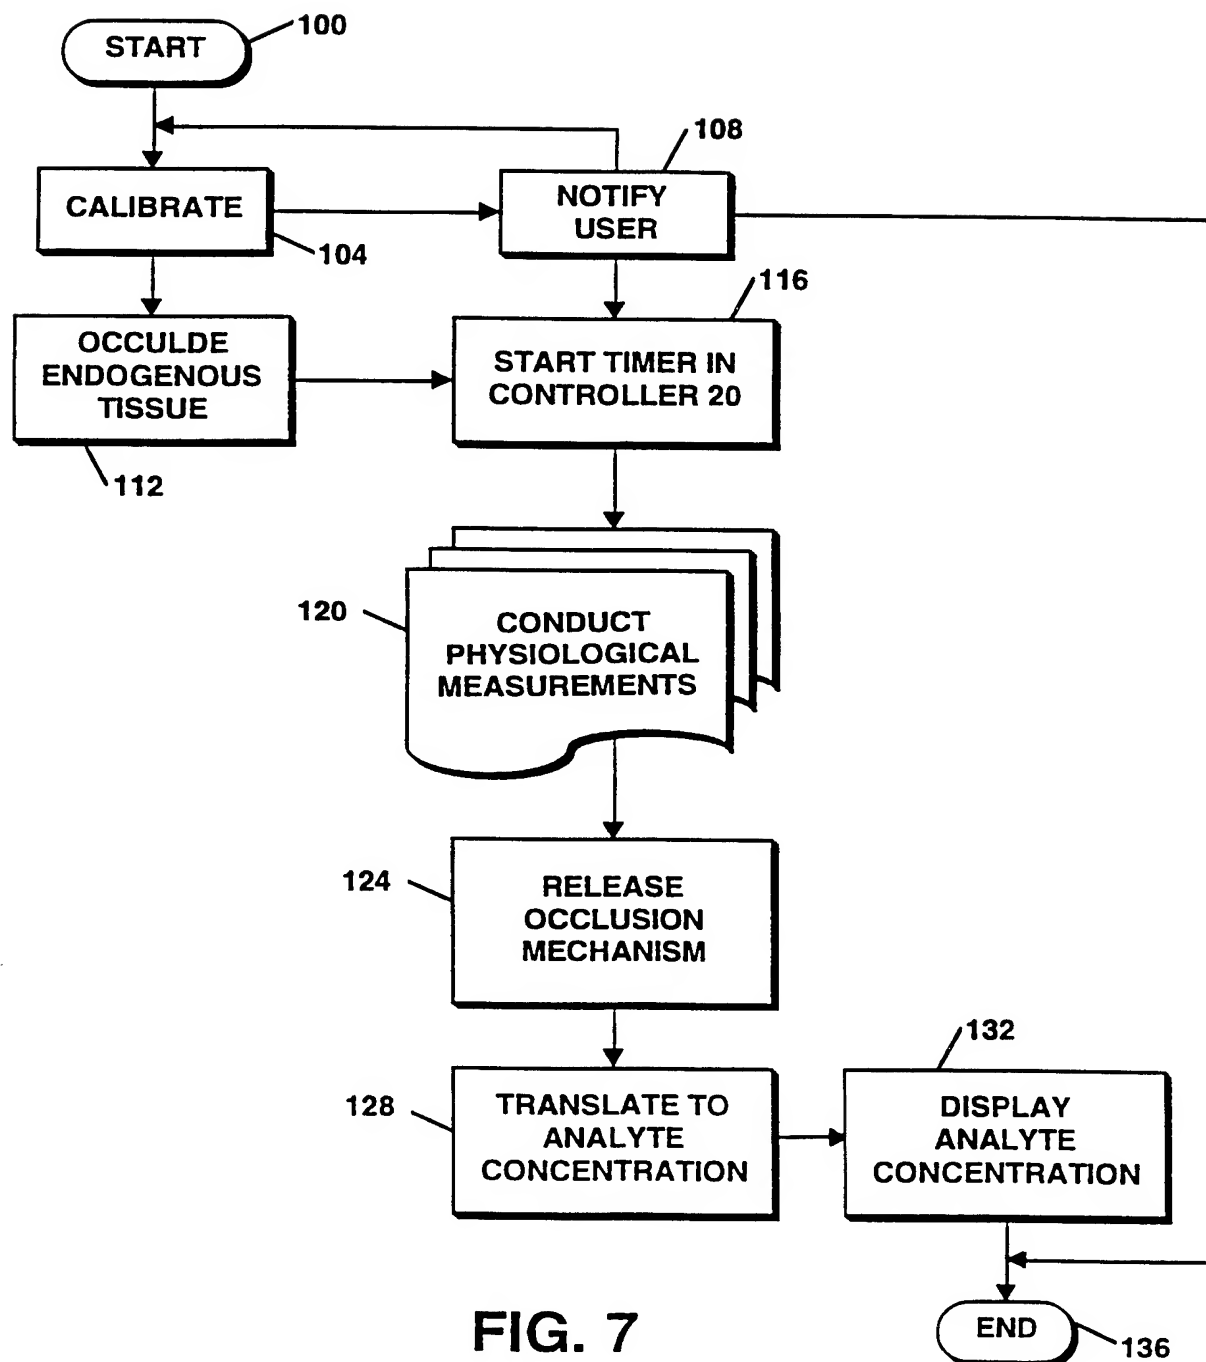 START
100
108
CALIBRATE
104
NOTIFY
USER
116
OCCULDE
ENDOGENOUS
TISSUE
112
START TIMER IN
CONTROLLER 20
120
CONDUCT
PHYSIOLOGICAL
MEASUREMENTS
124
RELEASE
OCCLUSION
MECHANISM
132
128
TRANSLATE TO
ANALYTE
CONCENTRATION
DISPLAY
ANALYTE
CONCENTRATION
FIG. 7
END
136